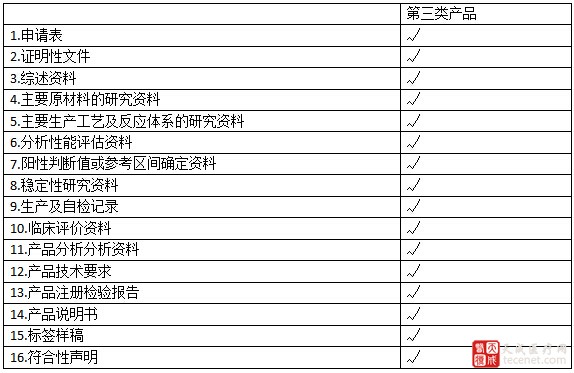 第三类产品
1.申请表 √
2.证明性文件 √
3.综述资料 √
4.主要原材料的研究资料 √
5.主要生产工艺及反应体系的研究资料 √
6.分析性能评估资料 √
7.阳性判断值或参考区间确定资料 √
8.稳定性研究资料 √
9.生产及自检记录 √
10.临床评价资料 √
11.产品分析分析资料 √
12.产品技术要求 √
13.产品注册检验报告 √
14.产品说明书 √
15.标签样稿 √
16.符合性声明 √
天成医疗网
tecenet.com